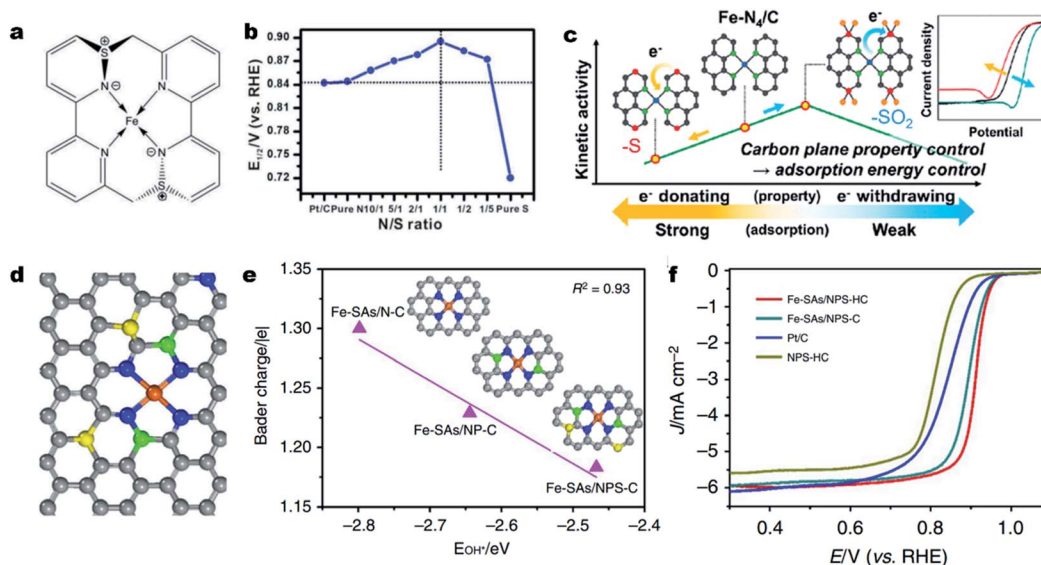 a
S
⊕
N
⊖
N
Fe
N
⊖
N
S
⊕
b
E1/2/V (vs. RHE)
0.90
0.87
0.84
0.81
0.78
0.75
0.72
Pt/C Pure N10/1 5/1 2/1 1/1 1/2 1/5 Pure S
N/S ratio
c
Fe-N4/C
e-
e-
Kinetic activity
-S
-SO2
Current density
Potential
Carbon plane property control
→ adsorption energy control
e- donating (property) e- withdrawing
Strong (adsorption) Weak
d
e
Bader charge/|e|
1.35
1.30
1.25
1.20
1.15
R2 = 0.93
Fe-SAs/N-C
Fe-SAs/NP-C
Fe-SAs/NPS-C
−2.8 −2.7 −2.6 −2.5 −2.4
EOH*/eV
f
J/mA cm−2
0
−1
−2
−3
−4
−5
−6
Fe-SAs/NPS-HC
Fe-SAs/NPS-C
Pt/C
NPS-HC
0.4 0.6 0.8 1.0
E/V (vs. RHE)